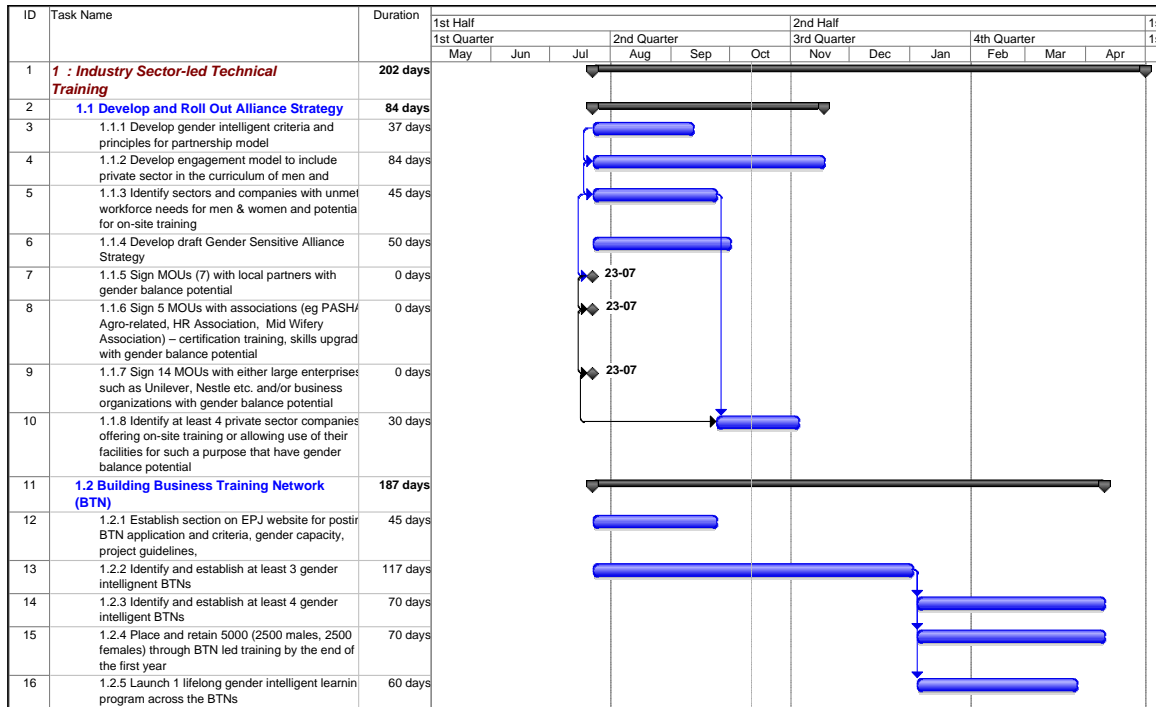 ID Task Name Duration
1st Half 2nd Half
1st Quarter 2nd Quarter 3rd Quarter 4th Quarter
May Jun Jul Aug Sep Oct Nov Dec Jan Feb Mar Apr
1 1 : Industry Sector-led Technical 202 days
Training
2 1.1 Develop and Roll Out Alliance Strategy 84 days
3 1.1.1 Develop gender intelligent criteria and 37 days
principles for partnership model
4 1.1.2 Develop engagement model to include 84 days
private sector in the curriculum of men and
5 1.1.3 Identify sectors and companies with unmet 45 days
workforce needs for men & women and potentia
for on-site training
6 1.1.4 Develop draft Gender Sensitive Alliance 50 days
Strategy
7 1.1.5 Sign MOUs (7) with local partners with 0 days 23-07
gender balance potential
8 1.1.6 Sign 5 MOUs with associations (eg PASHA 0 days 23-07
Agro-related, HR Association, Mid Wifery
Association) – certification training, skills upgrad
with gender balance potential
9 1.1.7 Sign 14 MOUs with either large enterprises 0 days 23-07
such as Unilever, Nestle etc. and/or business
organizations with gender balance potential
10 1.1.8 Identify at least 4 private sector companies 30 days
offering on-site training or allowing use of their
facilities for such a purpose that have gender
balance potential
11 1.2 Building Business Training Network 187 days
(BTN)
12 1.2.1 Establish section on EPJ website for postin 45 days
BTN application and criteria, gender capacity,
project guidelines,
13 1.2.2 Identify and establish at least 3 gender 117 days
intellignent BTNs
14 1.2.3 Identify and establish at least 4 gender 70 days
intelligent BTNs
15 1.2.4 Place and retain 5000 (2500 males, 2500 70 days
females) through BTN led training by the end of
the first year
16 1.2.5 Launch 1 lifelong gender intelligent learnin 60 days
program across the BTNs